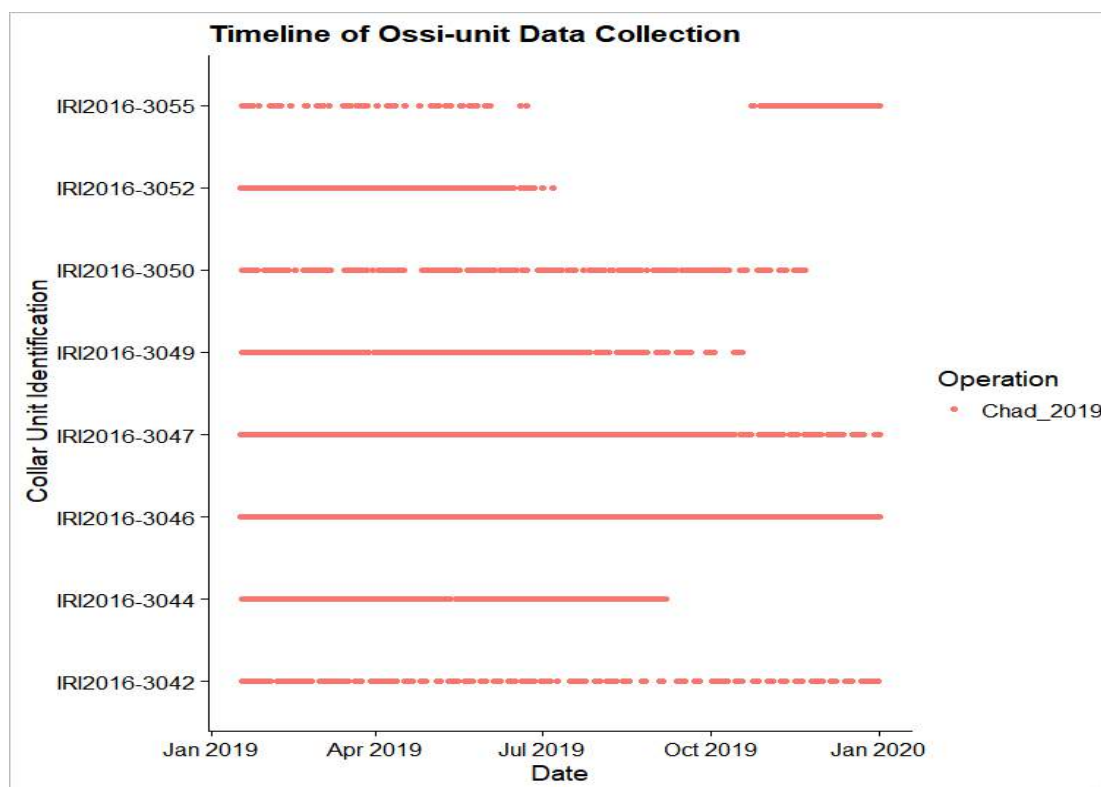 Timeline of Ossi-unit Data Collection
Collar Unit Identification
IRI2016-3055
IRI2016-3052
IRI2016-3050
IRI2016-3049
IRI2016-3047
IRI2016-3046
IRI2016-3044
IRI2016-3042
Jan 2019 Apr 2019 Jul 2019 Oct 2019 Jan 2020
Date
Operation
Chad_2019